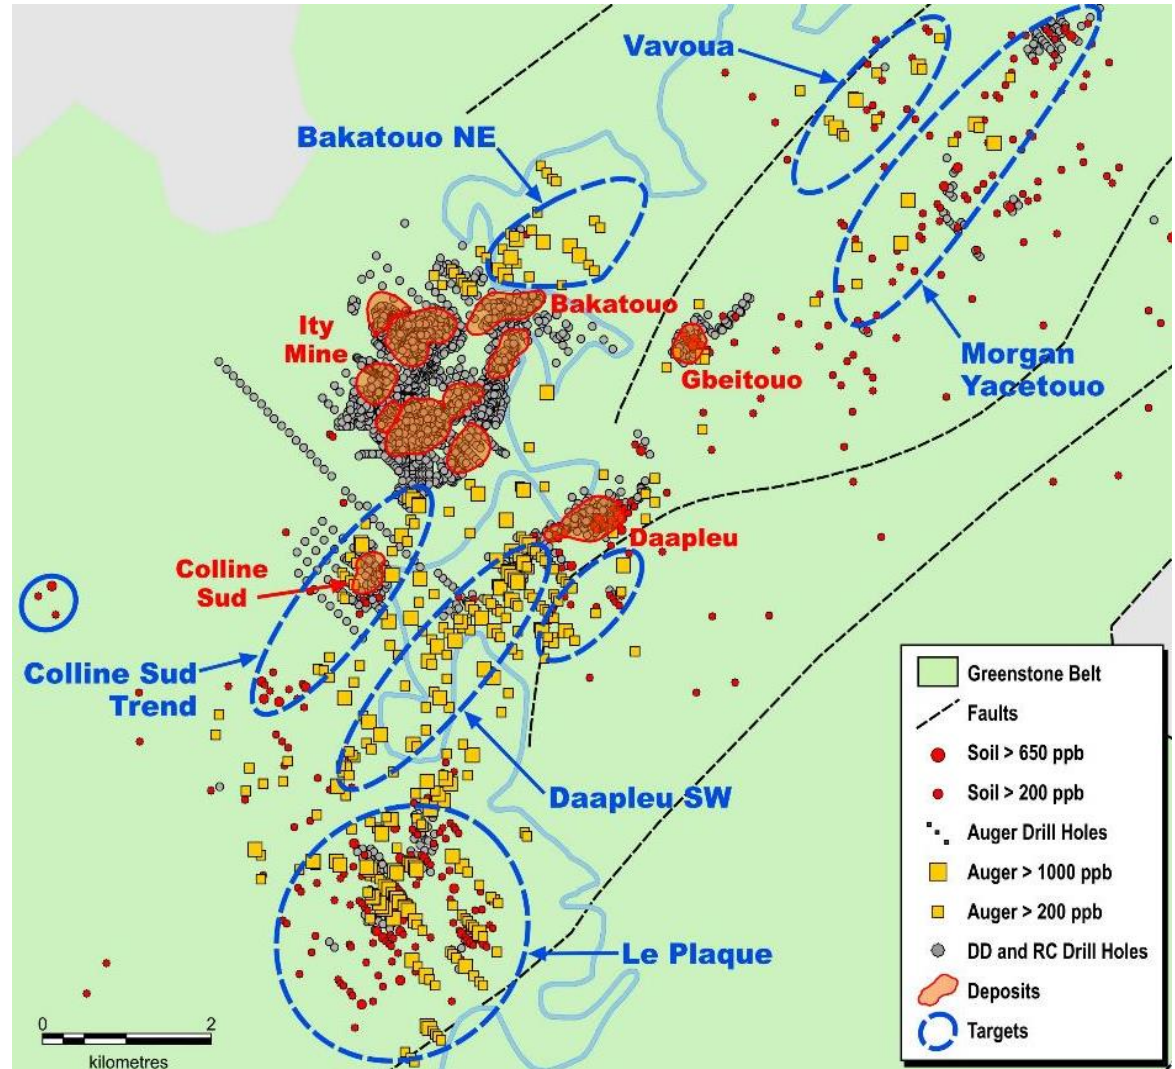 Vavoua
Bakatouo NE
Bakatouo
Ity
Mine
Gbeitouo
Morgan
Yacetouo
Daapleu
Colline
Sud
Colline Sud
Trend
Daapleu SW
Le Plaque
Greenstone Belt
Faults
Soil > 650 ppb
Soil > 200 ppb
Auger Drill Holes
Auger > 1000 ppb
Auger > 200 ppb
DD and RC Drill Holes
Deposits
Targets
0 2
kilometres